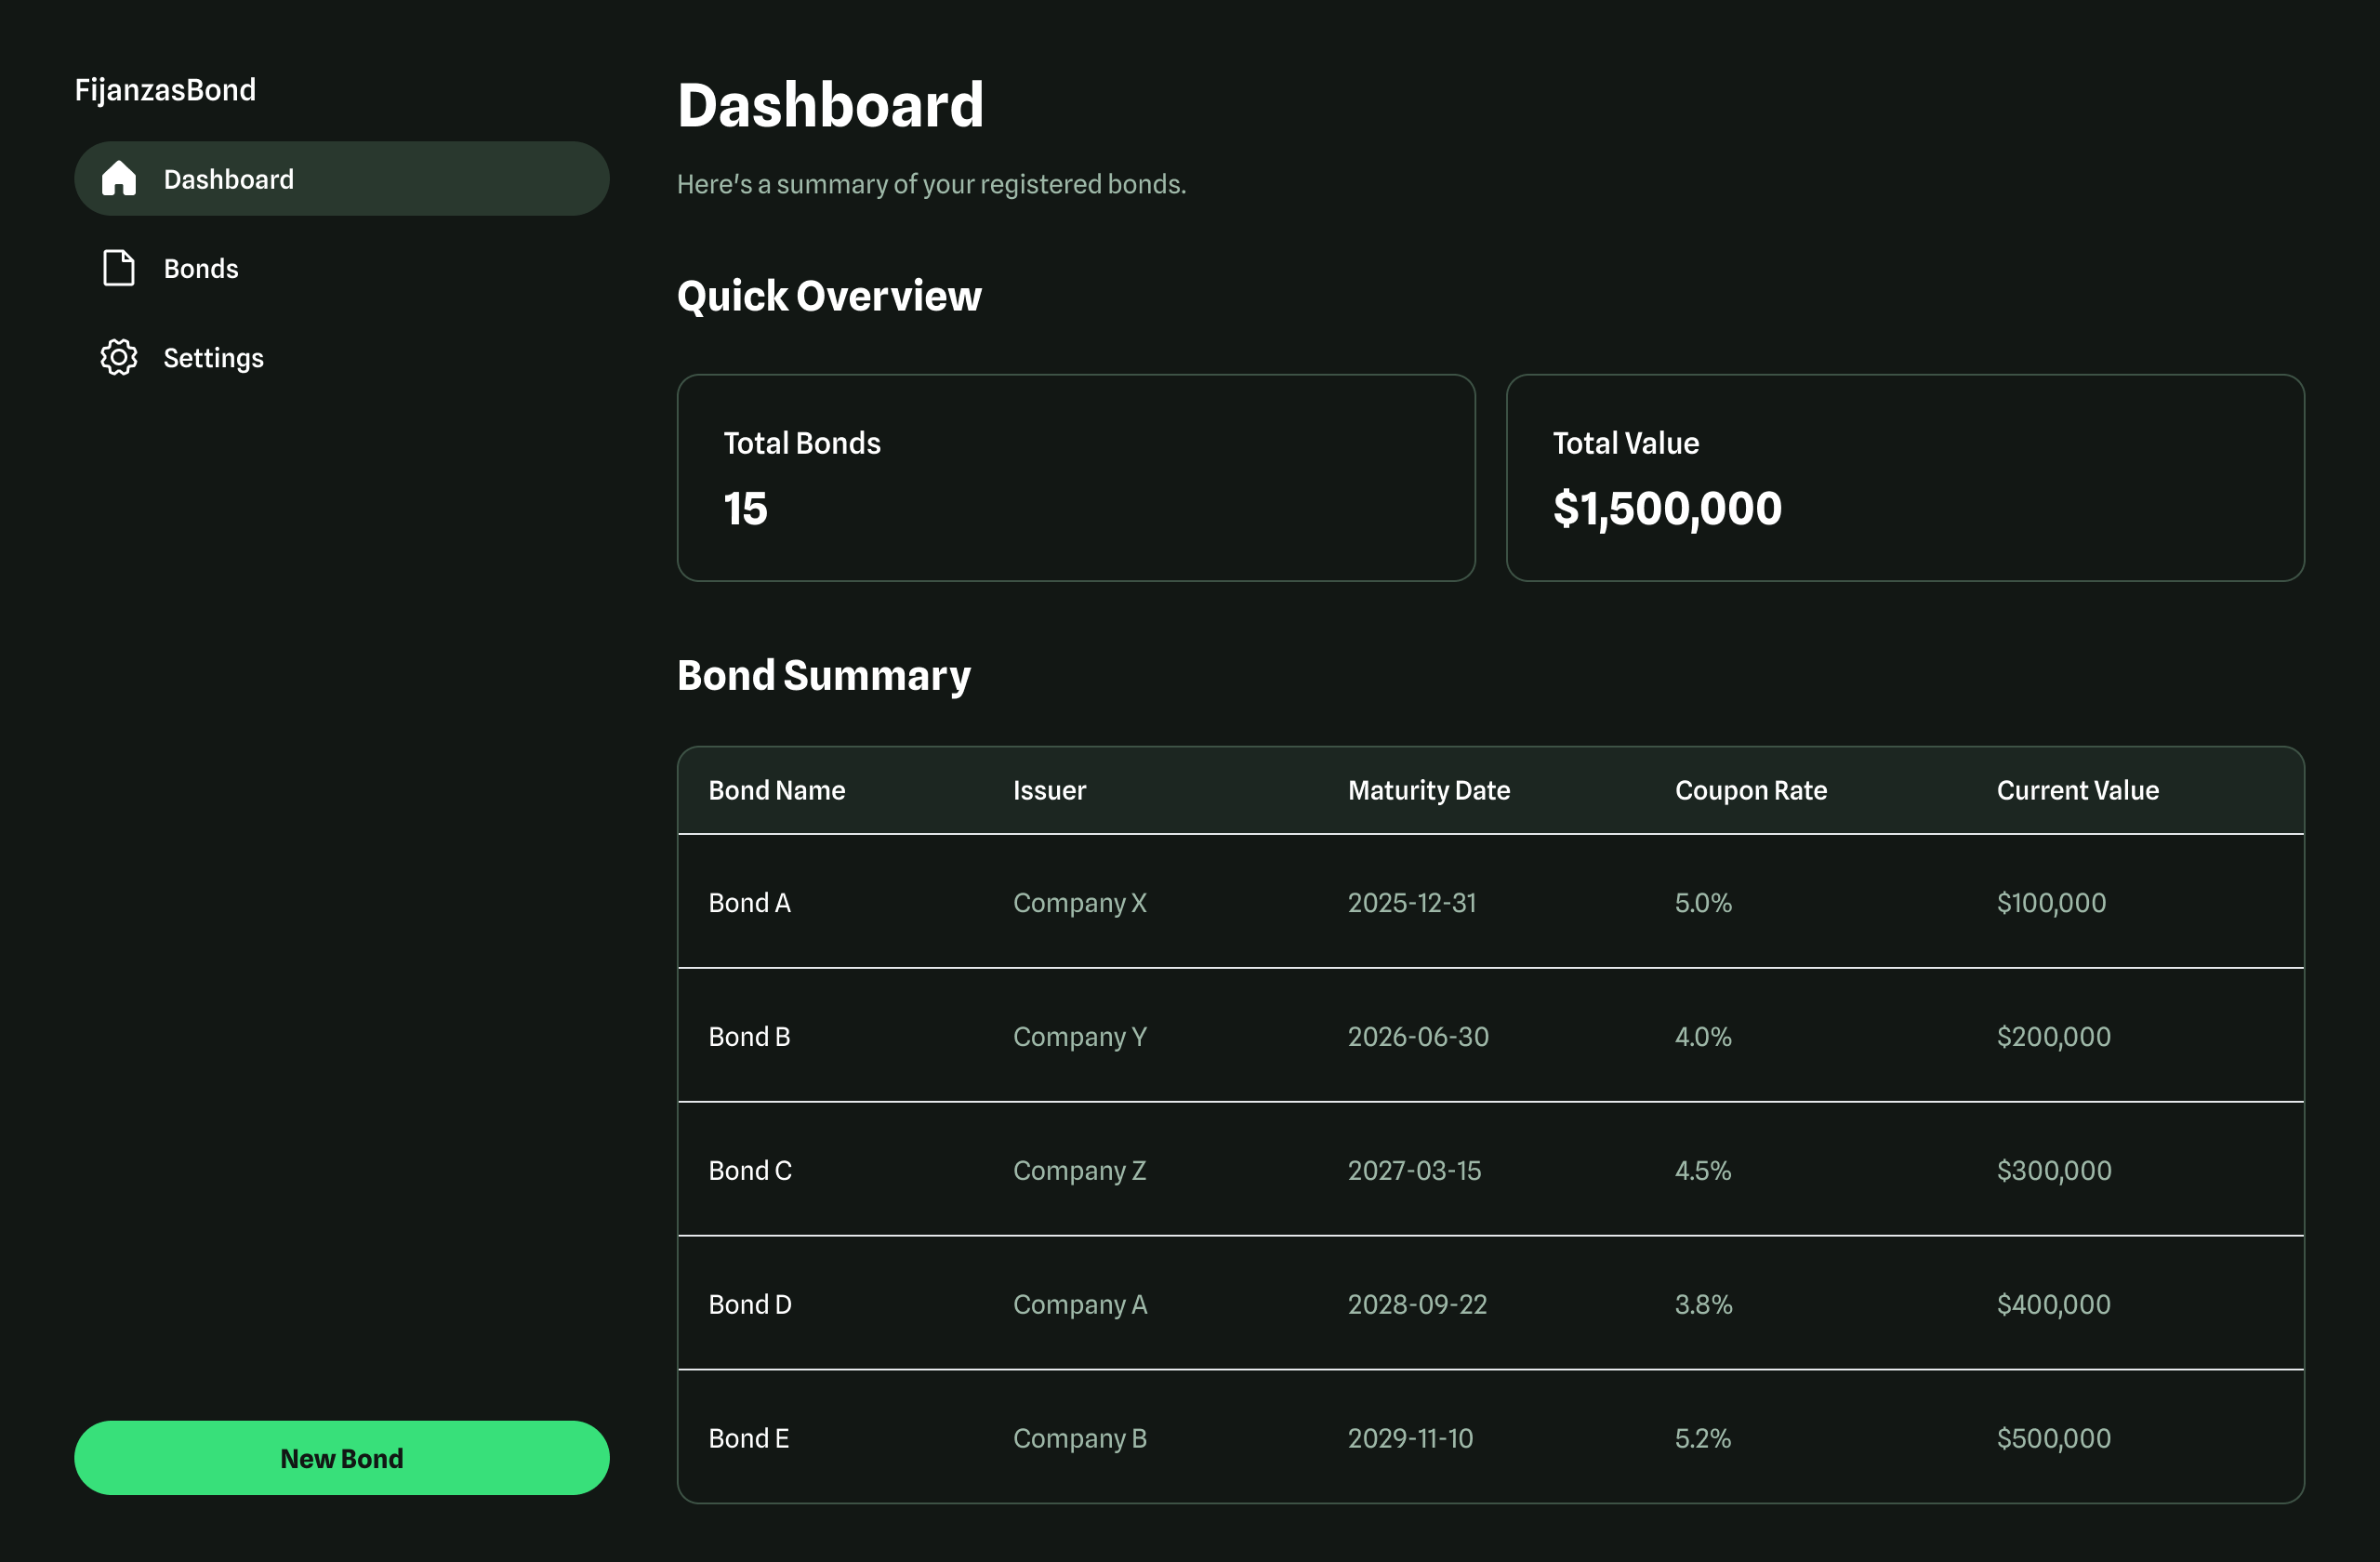 FijanzasBond
Dashboard
Bonds
Settings
New Bond
Dashboard
Here's a summary of your registered bonds.
Quick Overview
Total Bonds
15
Total Value
$1,500,000
Bond Summary
Bond Name Issuer Maturity Date Coupon Rate Current Value
Bond A Company X 2025-12-31 5.0% $100,000
Bond B Company Y 2026-06-30 4.0% $200,000
Bond C Company Z 2027-03-15 4.5% $300,000
Bond D Company A 2028-09-22 3.8% $400,000
Bond E Company B 2029-11-10 5.2% $500,000